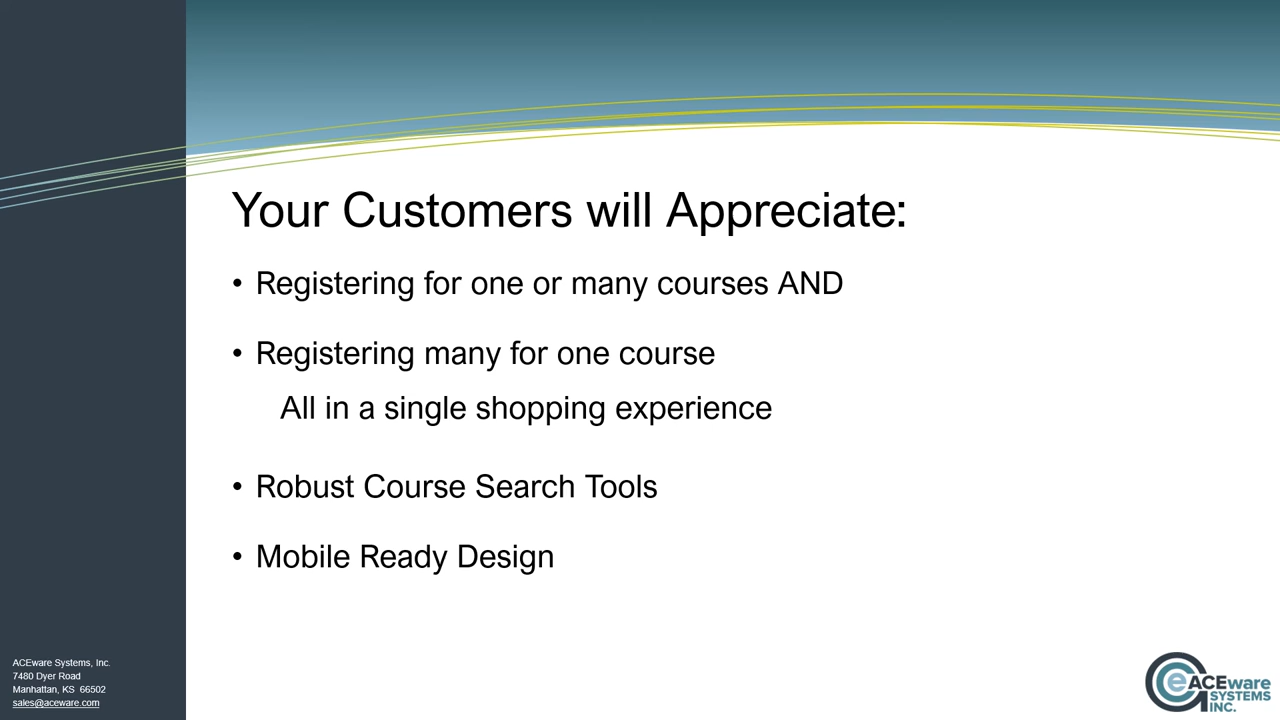 Your Customers will Appreciate:
• Registering for one or many courses AND
• Registering many for one course
All in a single shopping experience
• Robust Course Search Tools
• Mobile Ready Design
ACEware Systems, Inc.
7480 Dyer Road
Manhattan, KS  66502
sales@aceware.com
e ACEware
SYSTEMS
INC.